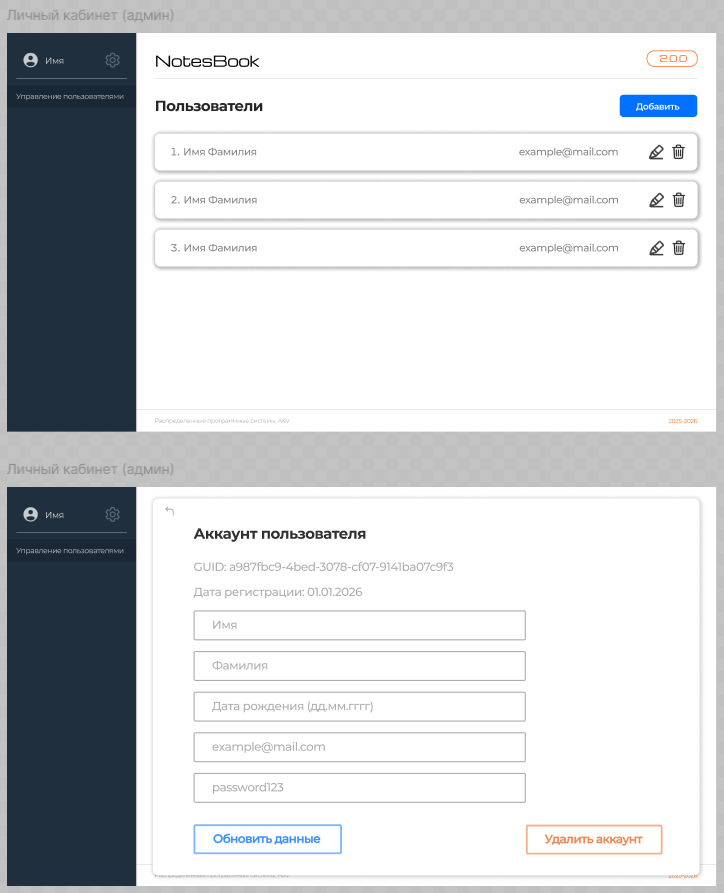 Личный кабинет (админ)
Имя
NotesBook
2.0.0
Управление пользователями
Пользователи
Добавить
1. Имя Фамилия
example@mail.com
2. Имя Фамилия
example@mail.com
3. Имя Фамилия
example@mail.com
Распределенные программные системы, A&V
2025-2026
Личный кабинет (админ)
Имя
Управление пользователями
Аккаунт пользователя
GUID: a987fbc9-4bed-3078-cf07-9141ba07c9f3
Дата регистрации: 01.01.2026
Имя
Фамилия
Дата рождения (дд.мм.гггг)
example@mail.com
password123
Обновить данные
Удалить аккаунт